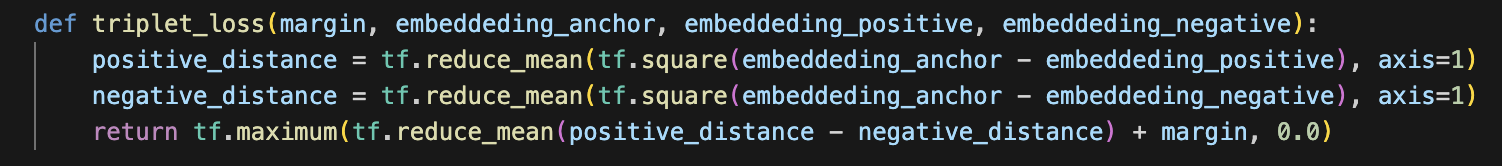 def triplet_loss(margin, embeddeding_anchor, embeddeding_positive, embeddeding_negative):
    positive_distance = tf.reduce_mean(tf.square(embeddeding_anchor - embeddeding_positive), axis=1)
    negative_distance = tf.reduce_mean(tf.square(embeddeding_anchor - embeddeding_negative), axis=1)
    return tf.maximum(tf.reduce_mean(positive_distance - negative_distance) + margin, 0.0)